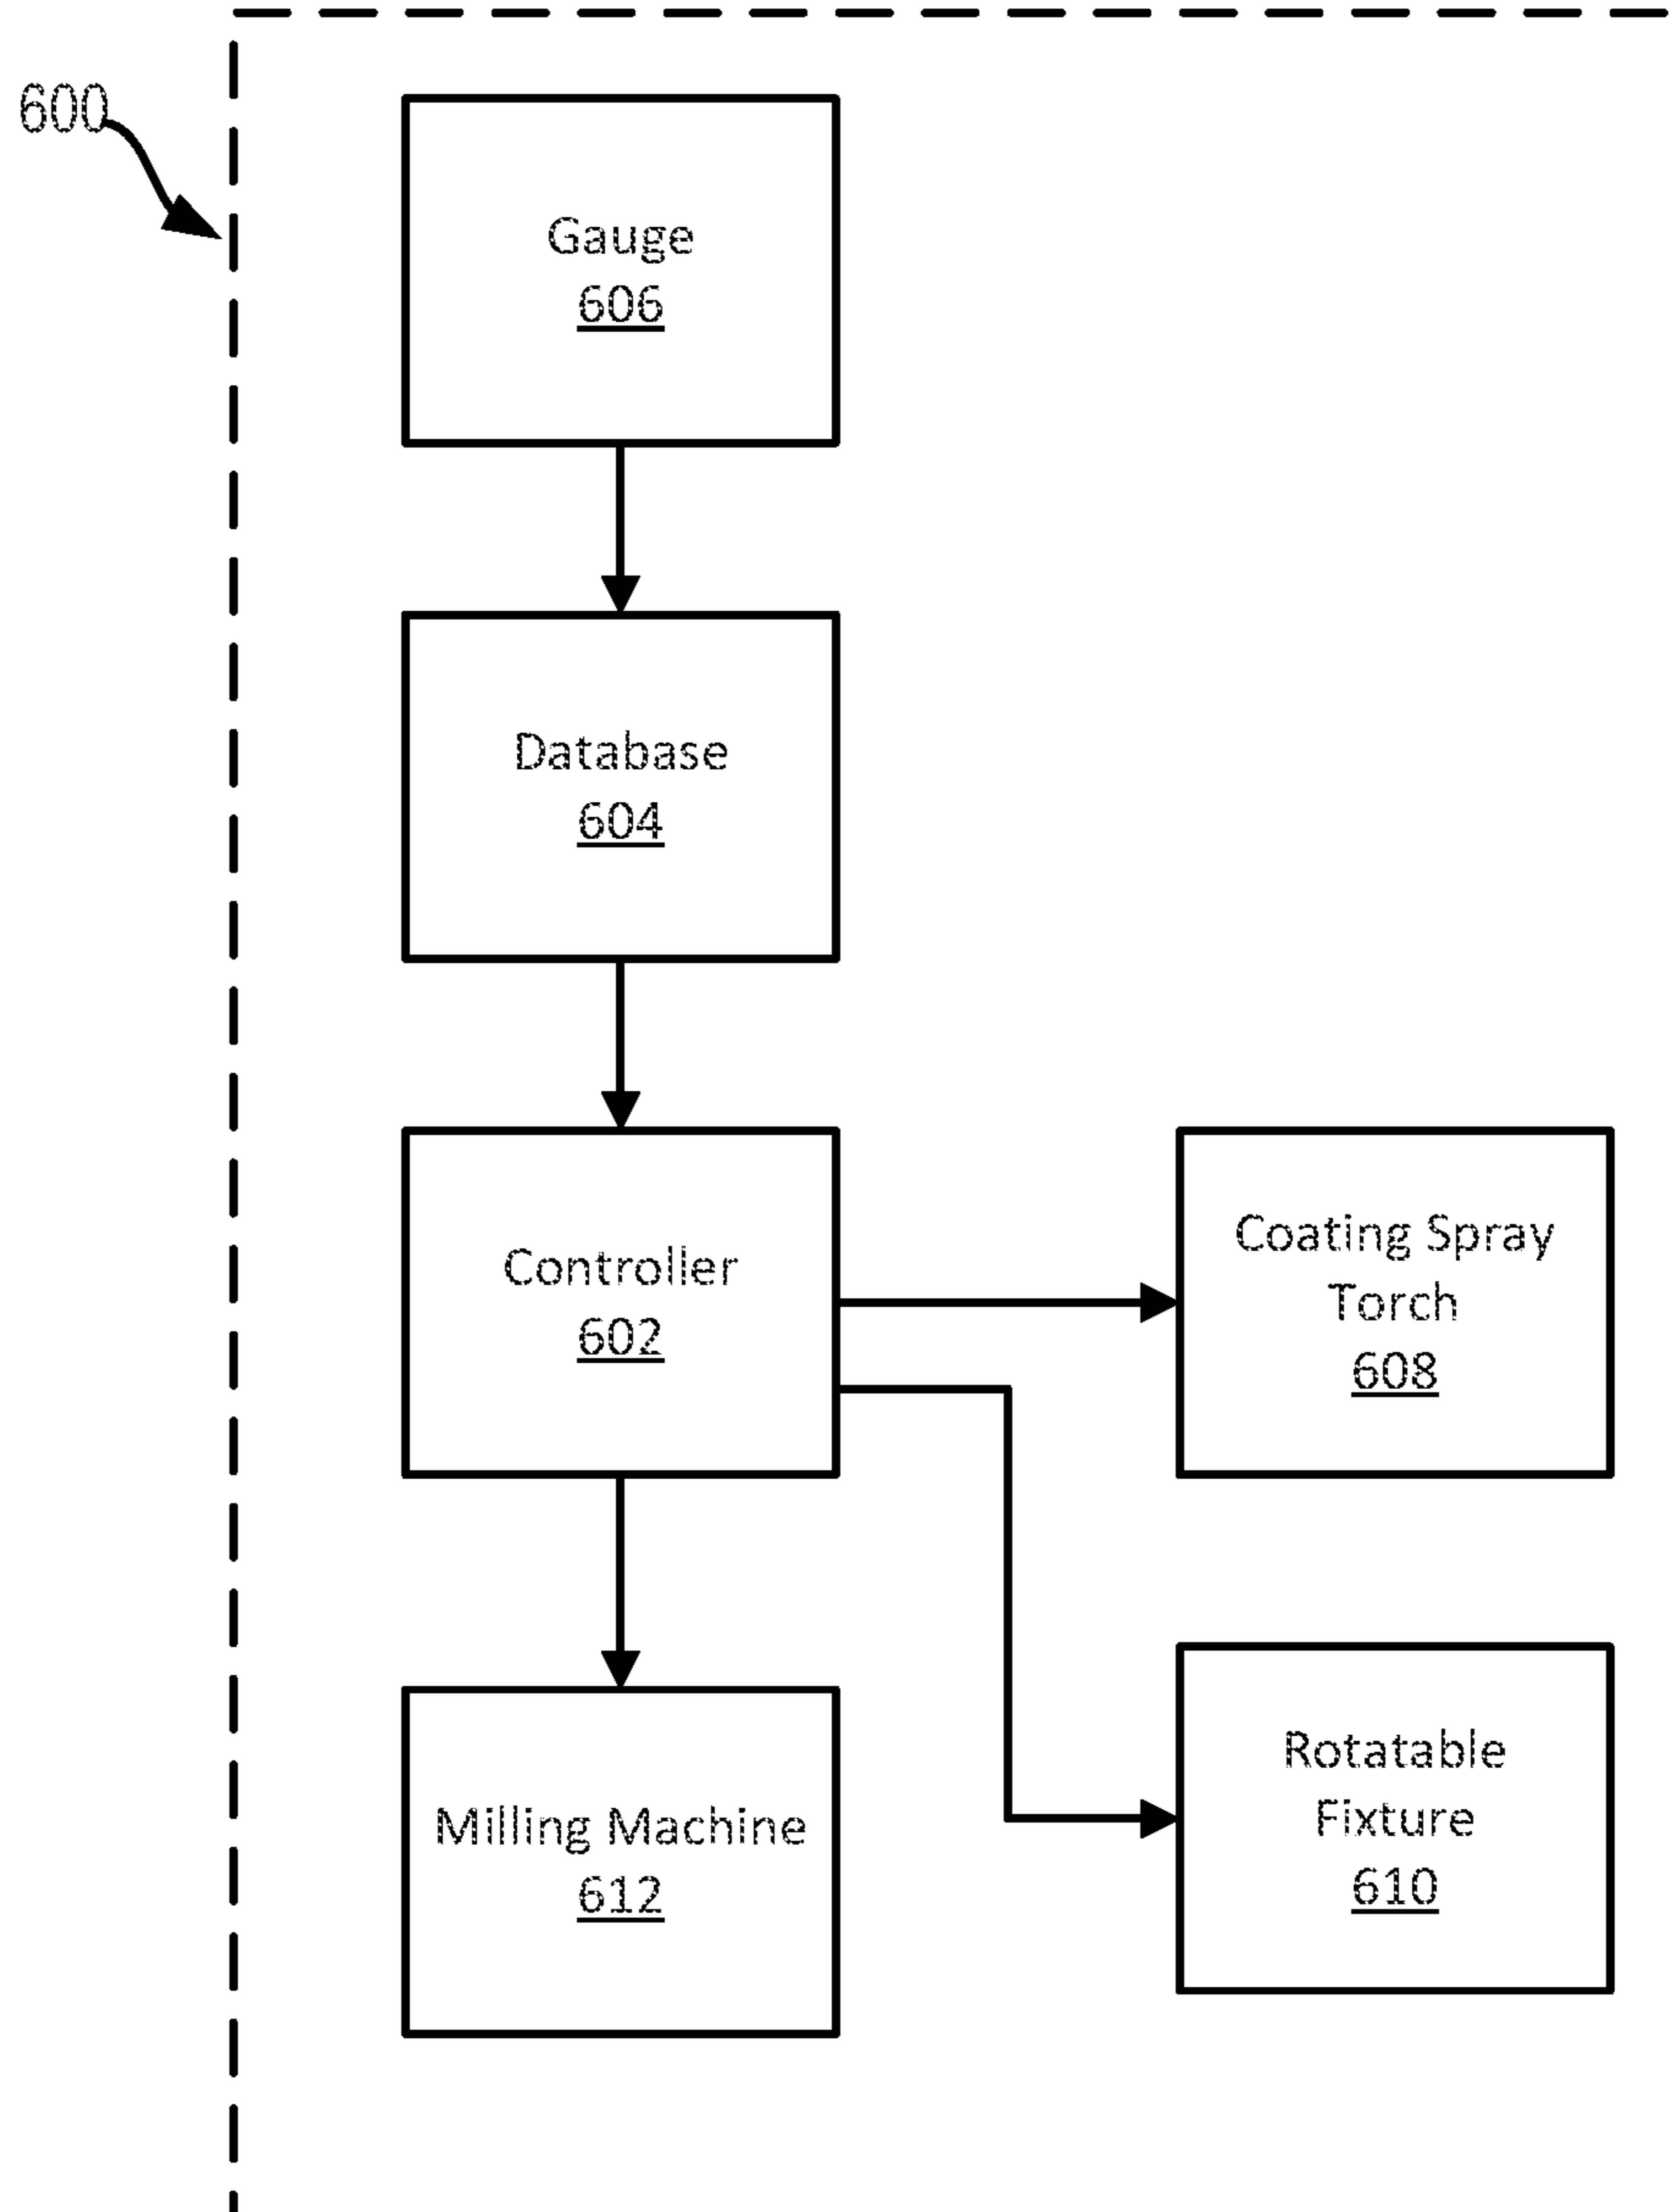 600
Gauge
606
Database
604
Controller
602
Coating Spray
Torch
608
Milling Machine
612
Rotatable
Fixture
610